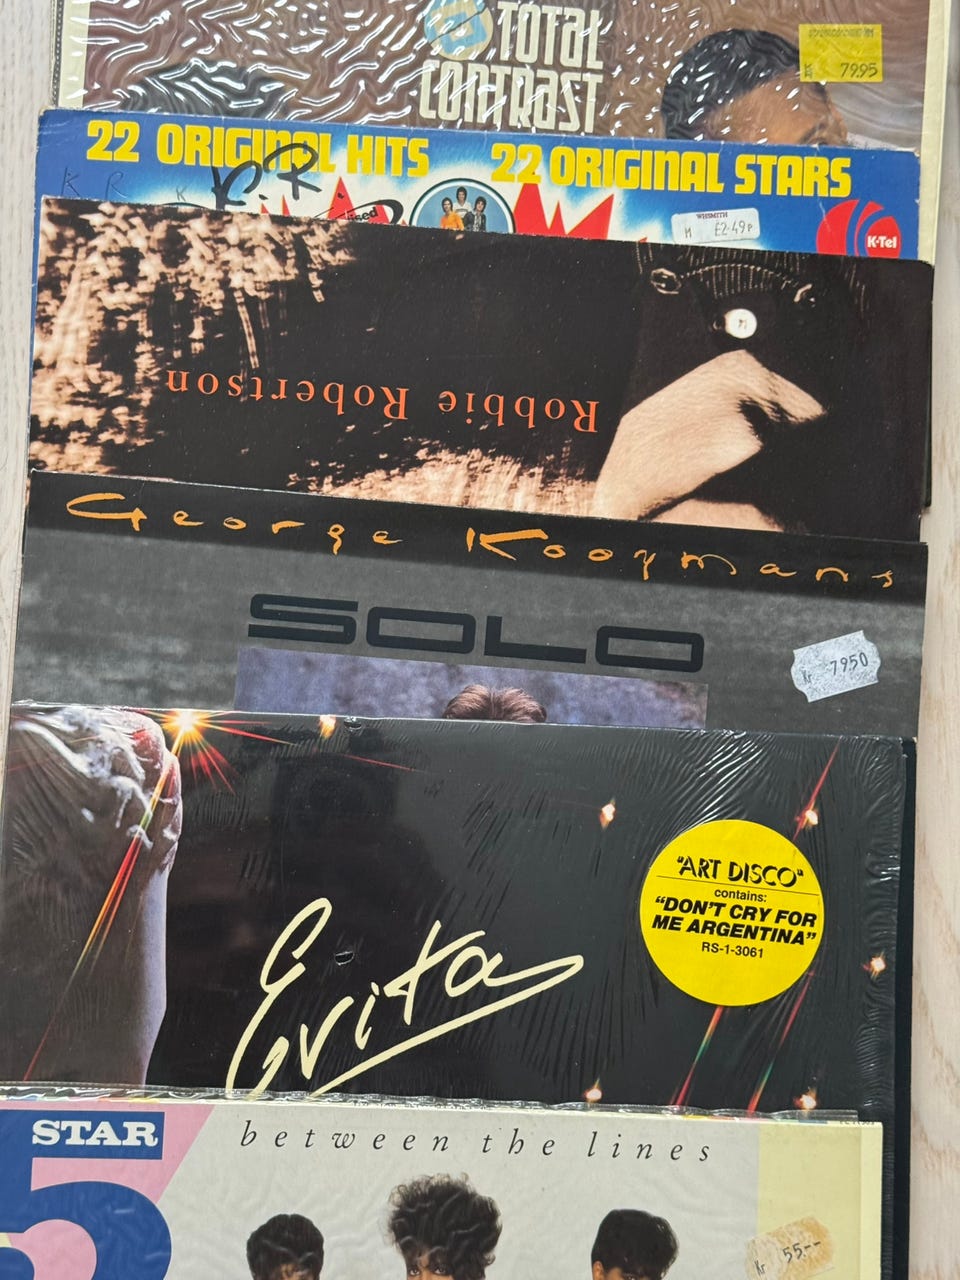 TOTAL
CONTRAST
Kr 79.95
22 ORIGINAL HITS 22 ORIGINAL STARS
K R K K.R.
WHSMITH
M £2·49p
K-Tel
Robbie Robertson
George Kooymans
SOLO
Kr 7950
"ART DISCO"
contains:
"DON'T CRY FOR
ME ARGENTINA"
RS-1-3061
Evita
5 STAR
between the lines
Kr 55.--